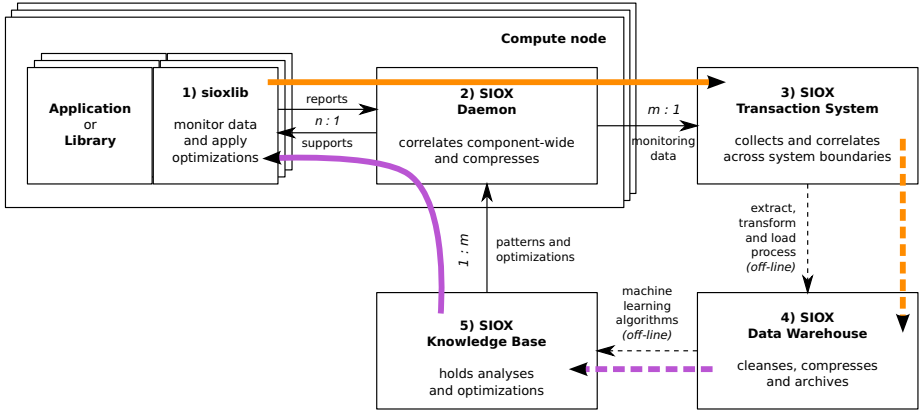 Compute node
Application
or
Library
1) sioxlib
monitor data
and apply
optimizations
reports
n : 1
supports
2) SIOX
Daemon
correlates component-wide
and compresses
m : 1
monitoring
data
3) SIOX
Transaction System
collects and correlates
across system boundaries
extract,
transform
and load
process
(off-line)
1 : m
patterns and
optimizations
machine
learning
algorithms
(off-line)
4) SIOX
Data Warehouse
cleanses, compresses
and archives
5) SIOX
Knowledge Base
holds analyses
and optimizations